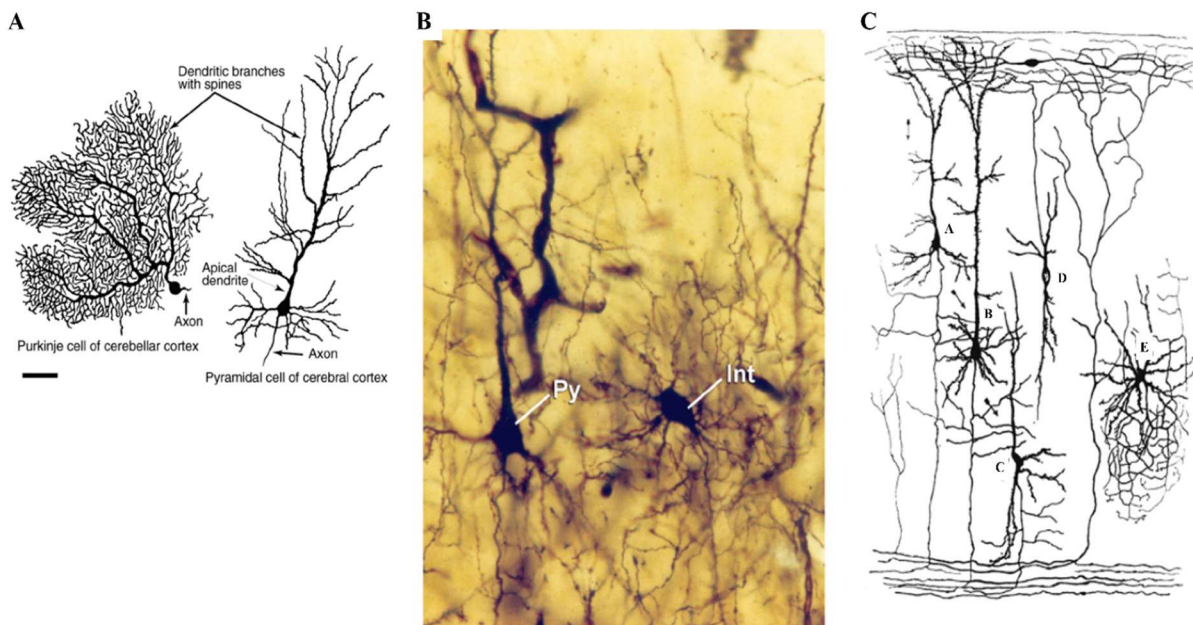 A
Dendritic branches
with spines
Apical
dendrite
Axon
Axon
Purkinje cell of cerebellar cortex
Pyramidal cell of cerebral cortex
B
Py
Int
C
A
B
C
D
E